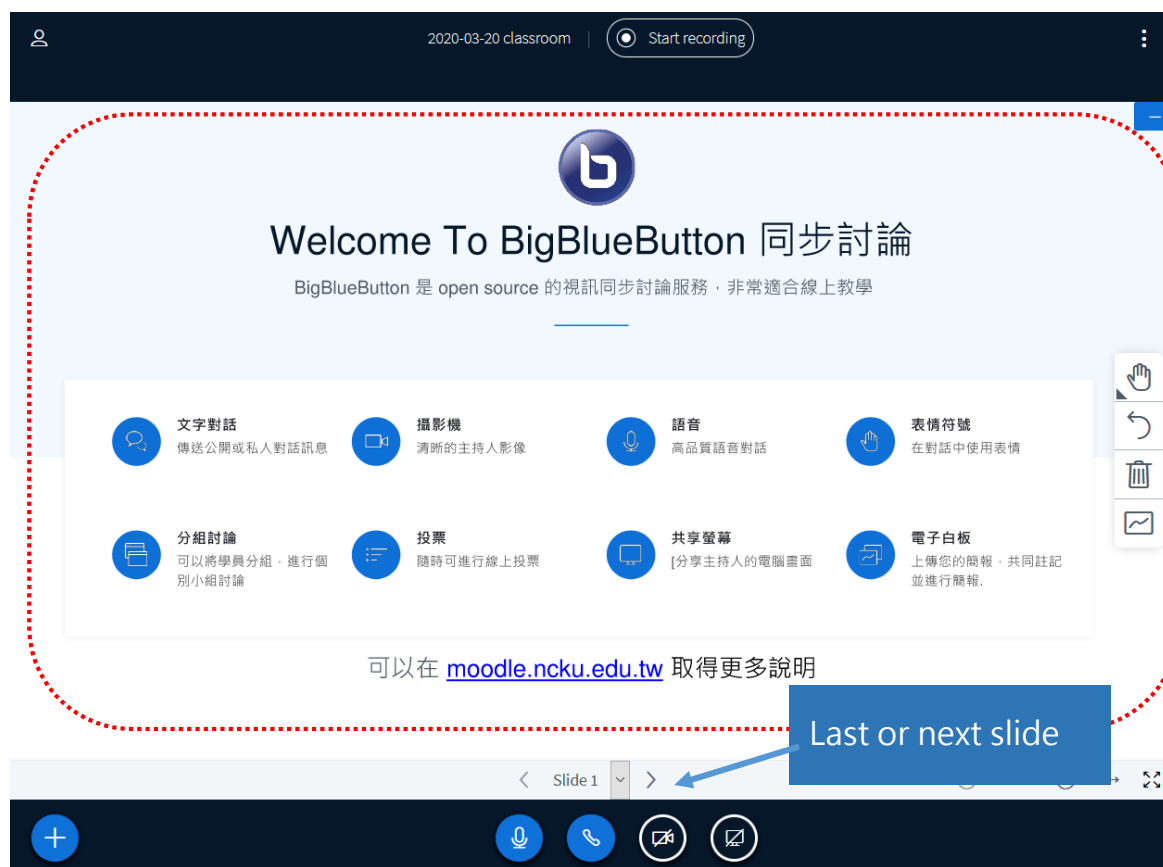 2020-03-20 classroom
Start recording
Welcome To BigBlueButton 同步討論
BigBlueButton 是 open source 的視訊同步討論服務，非常適合線上教學
文字對話
傳送公開或私人對話訊息
攝影機
清晰的主持人影像
語音
高品質語音對話
表情符號
在對話中使用表情
分組討論
可以將學員分組，進行個
別小組討論
投票
隨時可進行線上投票
共享螢幕
[分享主持人的電腦畫面
電子白板
上傳您的簡報，共同註記
並進行簡報.
可以在 moodle.ncku.edu.tw 取得更多說明
Last or next slide
Slide 1